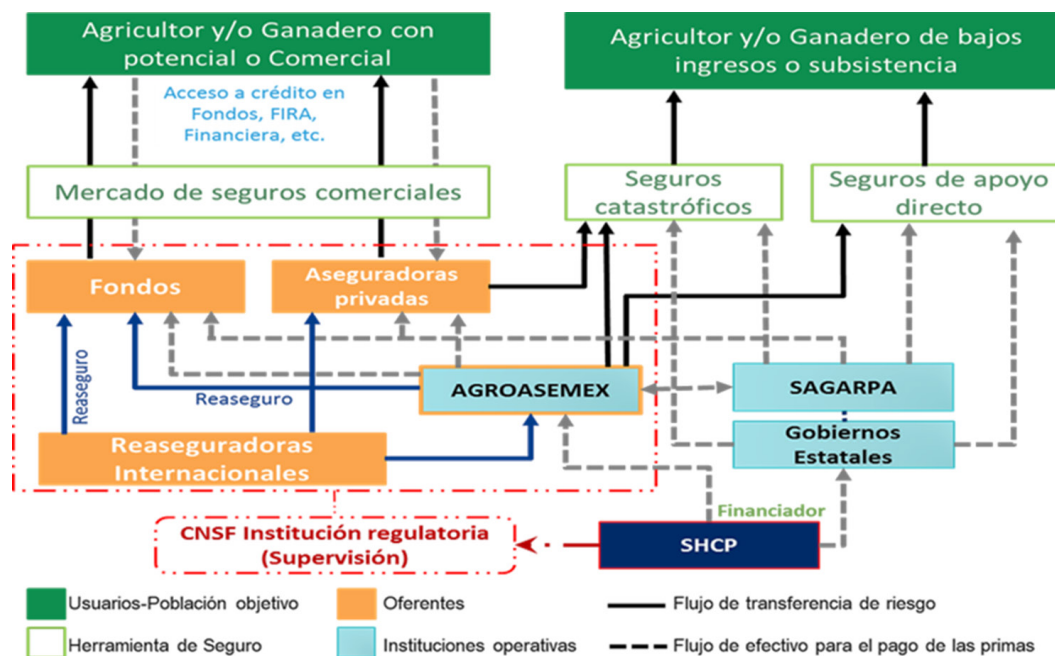 Agricultor y/o Ganadero con
potencial o Comercial
Agricultor y/o Ganadero de bajos
ingresos o subsistencia
Acceso a crédito en
Fondos, FIRA,
Financiera, etc.
Mercado de seguros comerciales
Seguros
catastróficos
Seguros de apoyo
directo
Fondos
Aseguradoras
privadas
Reaseguro
Reaseguro
AGROASEMEX
SAGARPA
Reaseguradoras
Internacionales
Gobiernos
Estatales
Financiador
CNSF Institución regulatoria
(Supervisión)
SHCP
Usuarios-Población objetivo
Oferentes
Flujo de transferencia de riesgo
Herramienta de Seguro
Instituciones operativas
Flujo de efectivo para el pago de las primas